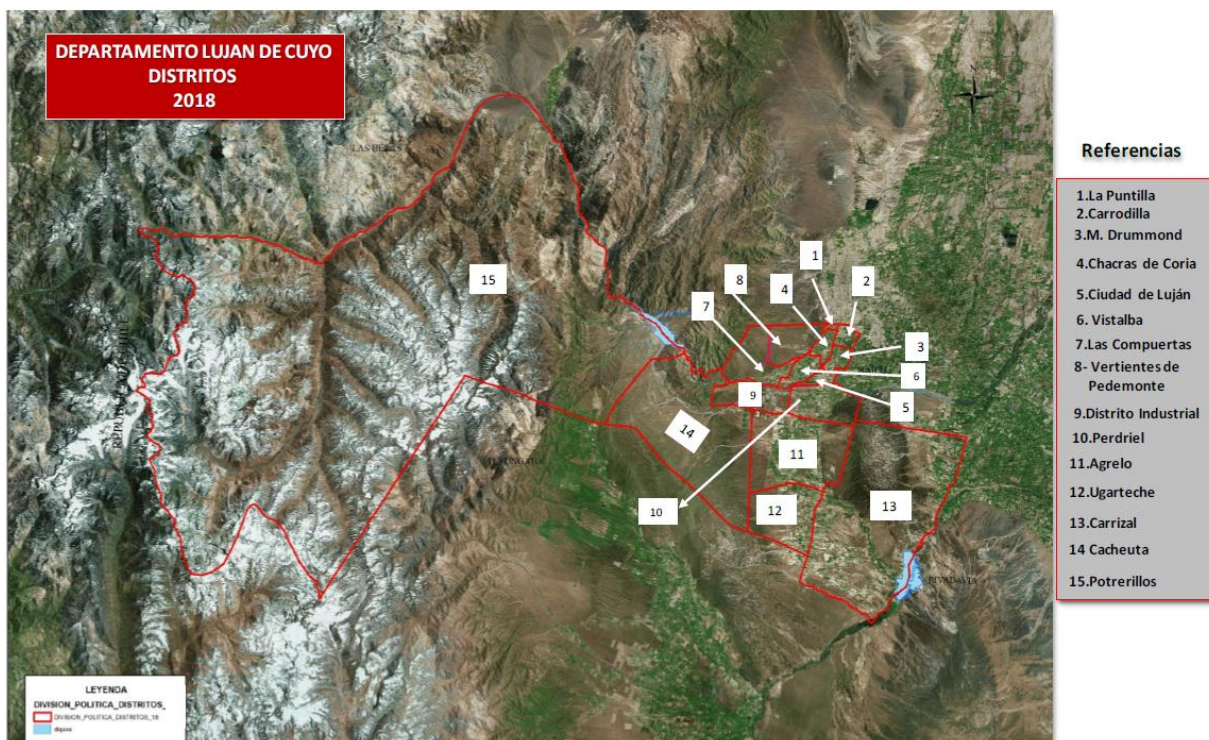 DEPARTAMENTO LUJAN DE CUYO
DISTRITOS
2018
LAS HERAS
15
1
8
4
2
7
3
6
9
5
14
11
10
12
13
TUPUNGATO
RIVADAVIA
LEYENDA
DIVISION_POLITICA_DISTRITOS_
DIVISION_POLITICA_DISTRITOS_18
diques
Referencias
1.La Puntilla
2.Carrodilla
3.M. Drummond
4.Chacras de Coria
5.Ciudad de Luján
6. Vistalba
7.Las Compuertas
8- Vertientes de
Pedemonte
9.Distrito Industrial
10.Perdriel
11.Agrelo
12.Ugarteche
13.Carrizal
14 Cacheuta
15.Potrerillos